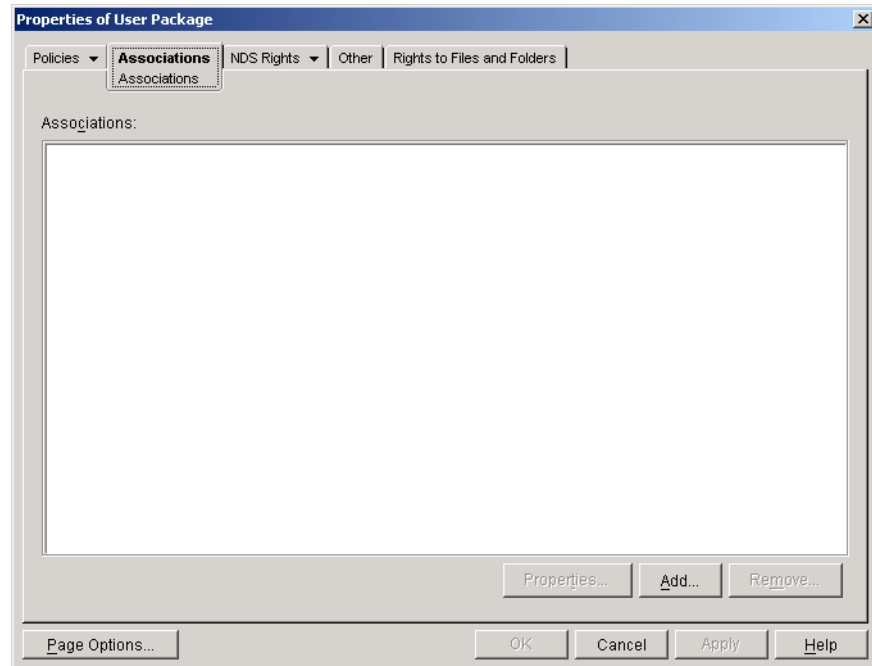 Properties of User Package
Policies Associations NDS Rights Other Rights to Files and Folders
Associations
Associations:
Properties... Add... Remove...
Page Options... OK Cancel Apply Help